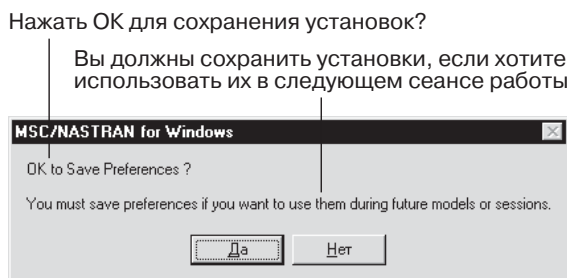 Нажать ОК для сохранения установок?
Вы должны сохранить установки, если хотите
использовать их в следующем сеансе работы
MSC/NASTRAN for Windows
OK to Save Preferences ?
You must save preferences if you want to use them during future models or sessions.
Да
Нет